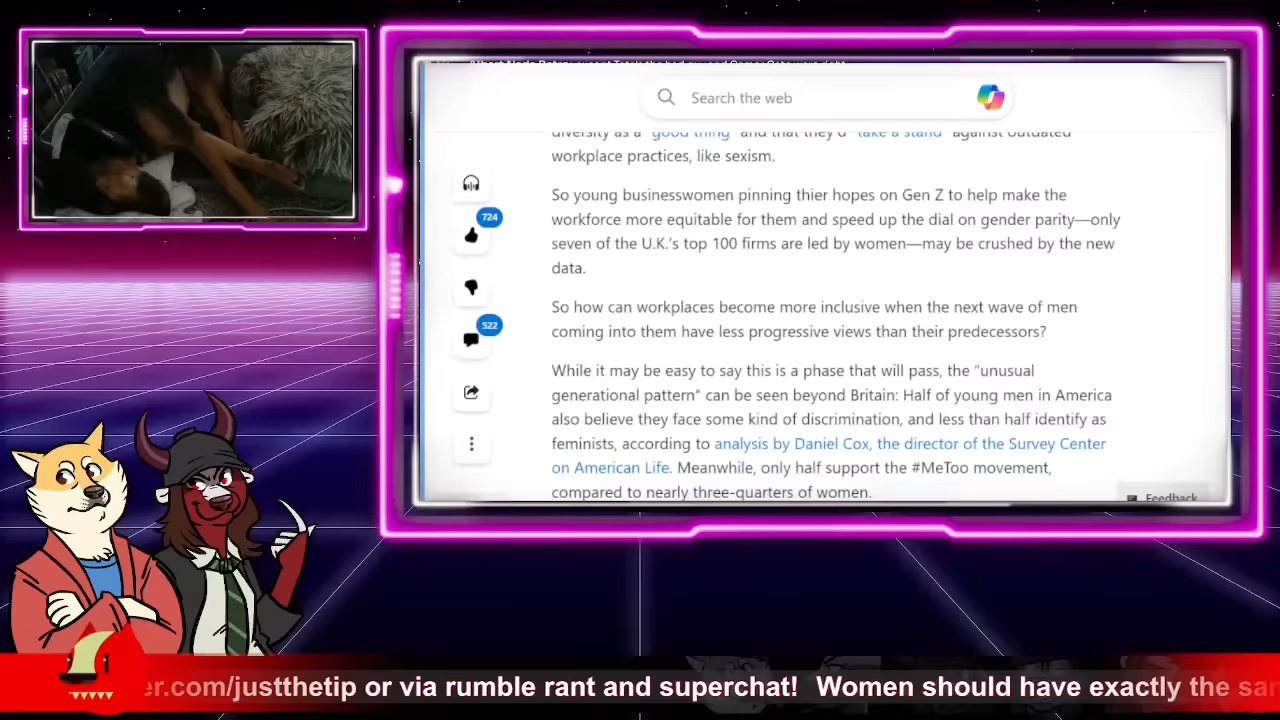 Search the web
diversity as a "good thing" and that they'd "take a stand" against outdated
workplace practices, like sexism.
724
So young businesswomen pinning thier hopes on Gen Z to help make the
workforce more equitable for them and speed up the dial on gender parity—only
seven of the U.K.'s top 100 firms are led by women—may be crushed by the new
data.
So how can workplaces become more inclusive when the next wave of men
coming into them have less progressive views than their predecessors?
522
While it may be easy to say this is a phase that will pass, the "unusual
generational pattern" can be seen beyond Britain: Half of young men in America
also believe they face some kind of discrimination, and less than half identify as
feminists, according to analysis by Daniel Cox, the director of the Survey Center
on American Life. Meanwhile, only half support the #MeToo movement,
compared to nearly three-quarters of women.
Feedback
er.com/justthetip or via rumble rant and superchat! Women should have exactly the sa